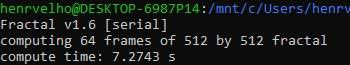 henrvelho@DESKTOP-6987P14:/mnt/c/Users/henrv
Fractal v1.6 [serial]
computing 64 frames of 512 by 512 fractal
compute time: 7.2743 s